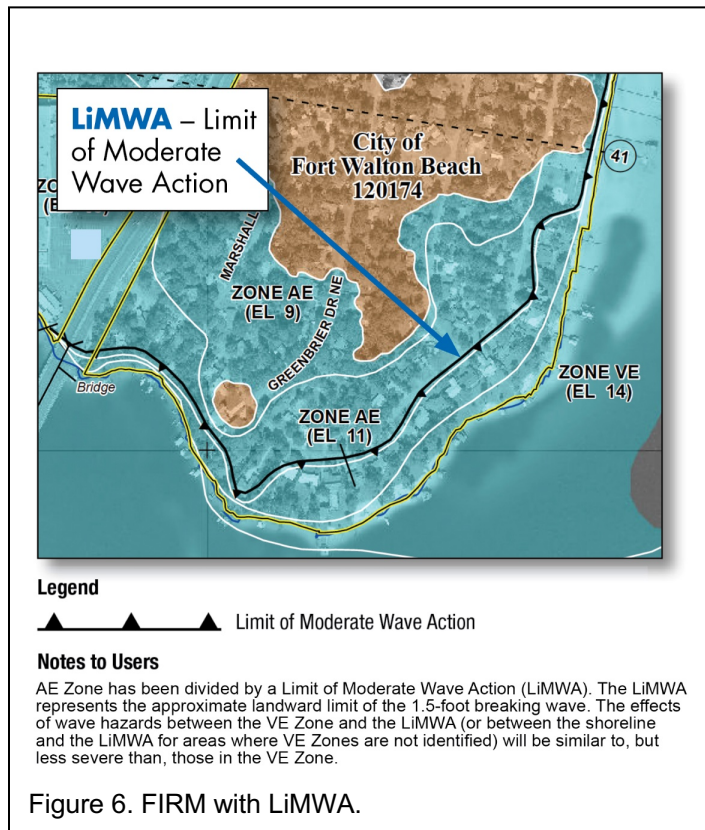 LiMWA – Limit
of Moderate
Wave Action
City of
Fort Walton Beach
120174
41
MARSHALL
ZONE AE
(EL 9)
GREENBRIER DR NE
ZONE VE
(EL 14)
Bridge
ZONE AE
(EL 11)
Legend
Limit of Moderate Wave Action
Notes to Users
AE Zone has been divided by a Limit of Moderate Wave Action (LiMWA). The LiMWA
represents the approximate landward limit of the 1.5-foot breaking wave. The effects
of wave hazards between the VE Zone and the LiMWA (or between the shoreline
and the LiMWA for areas where VE Zones are not identified) will be similar to, but
less severe than, those in the VE Zone.
Figure 6. FIRM with LiMWA.